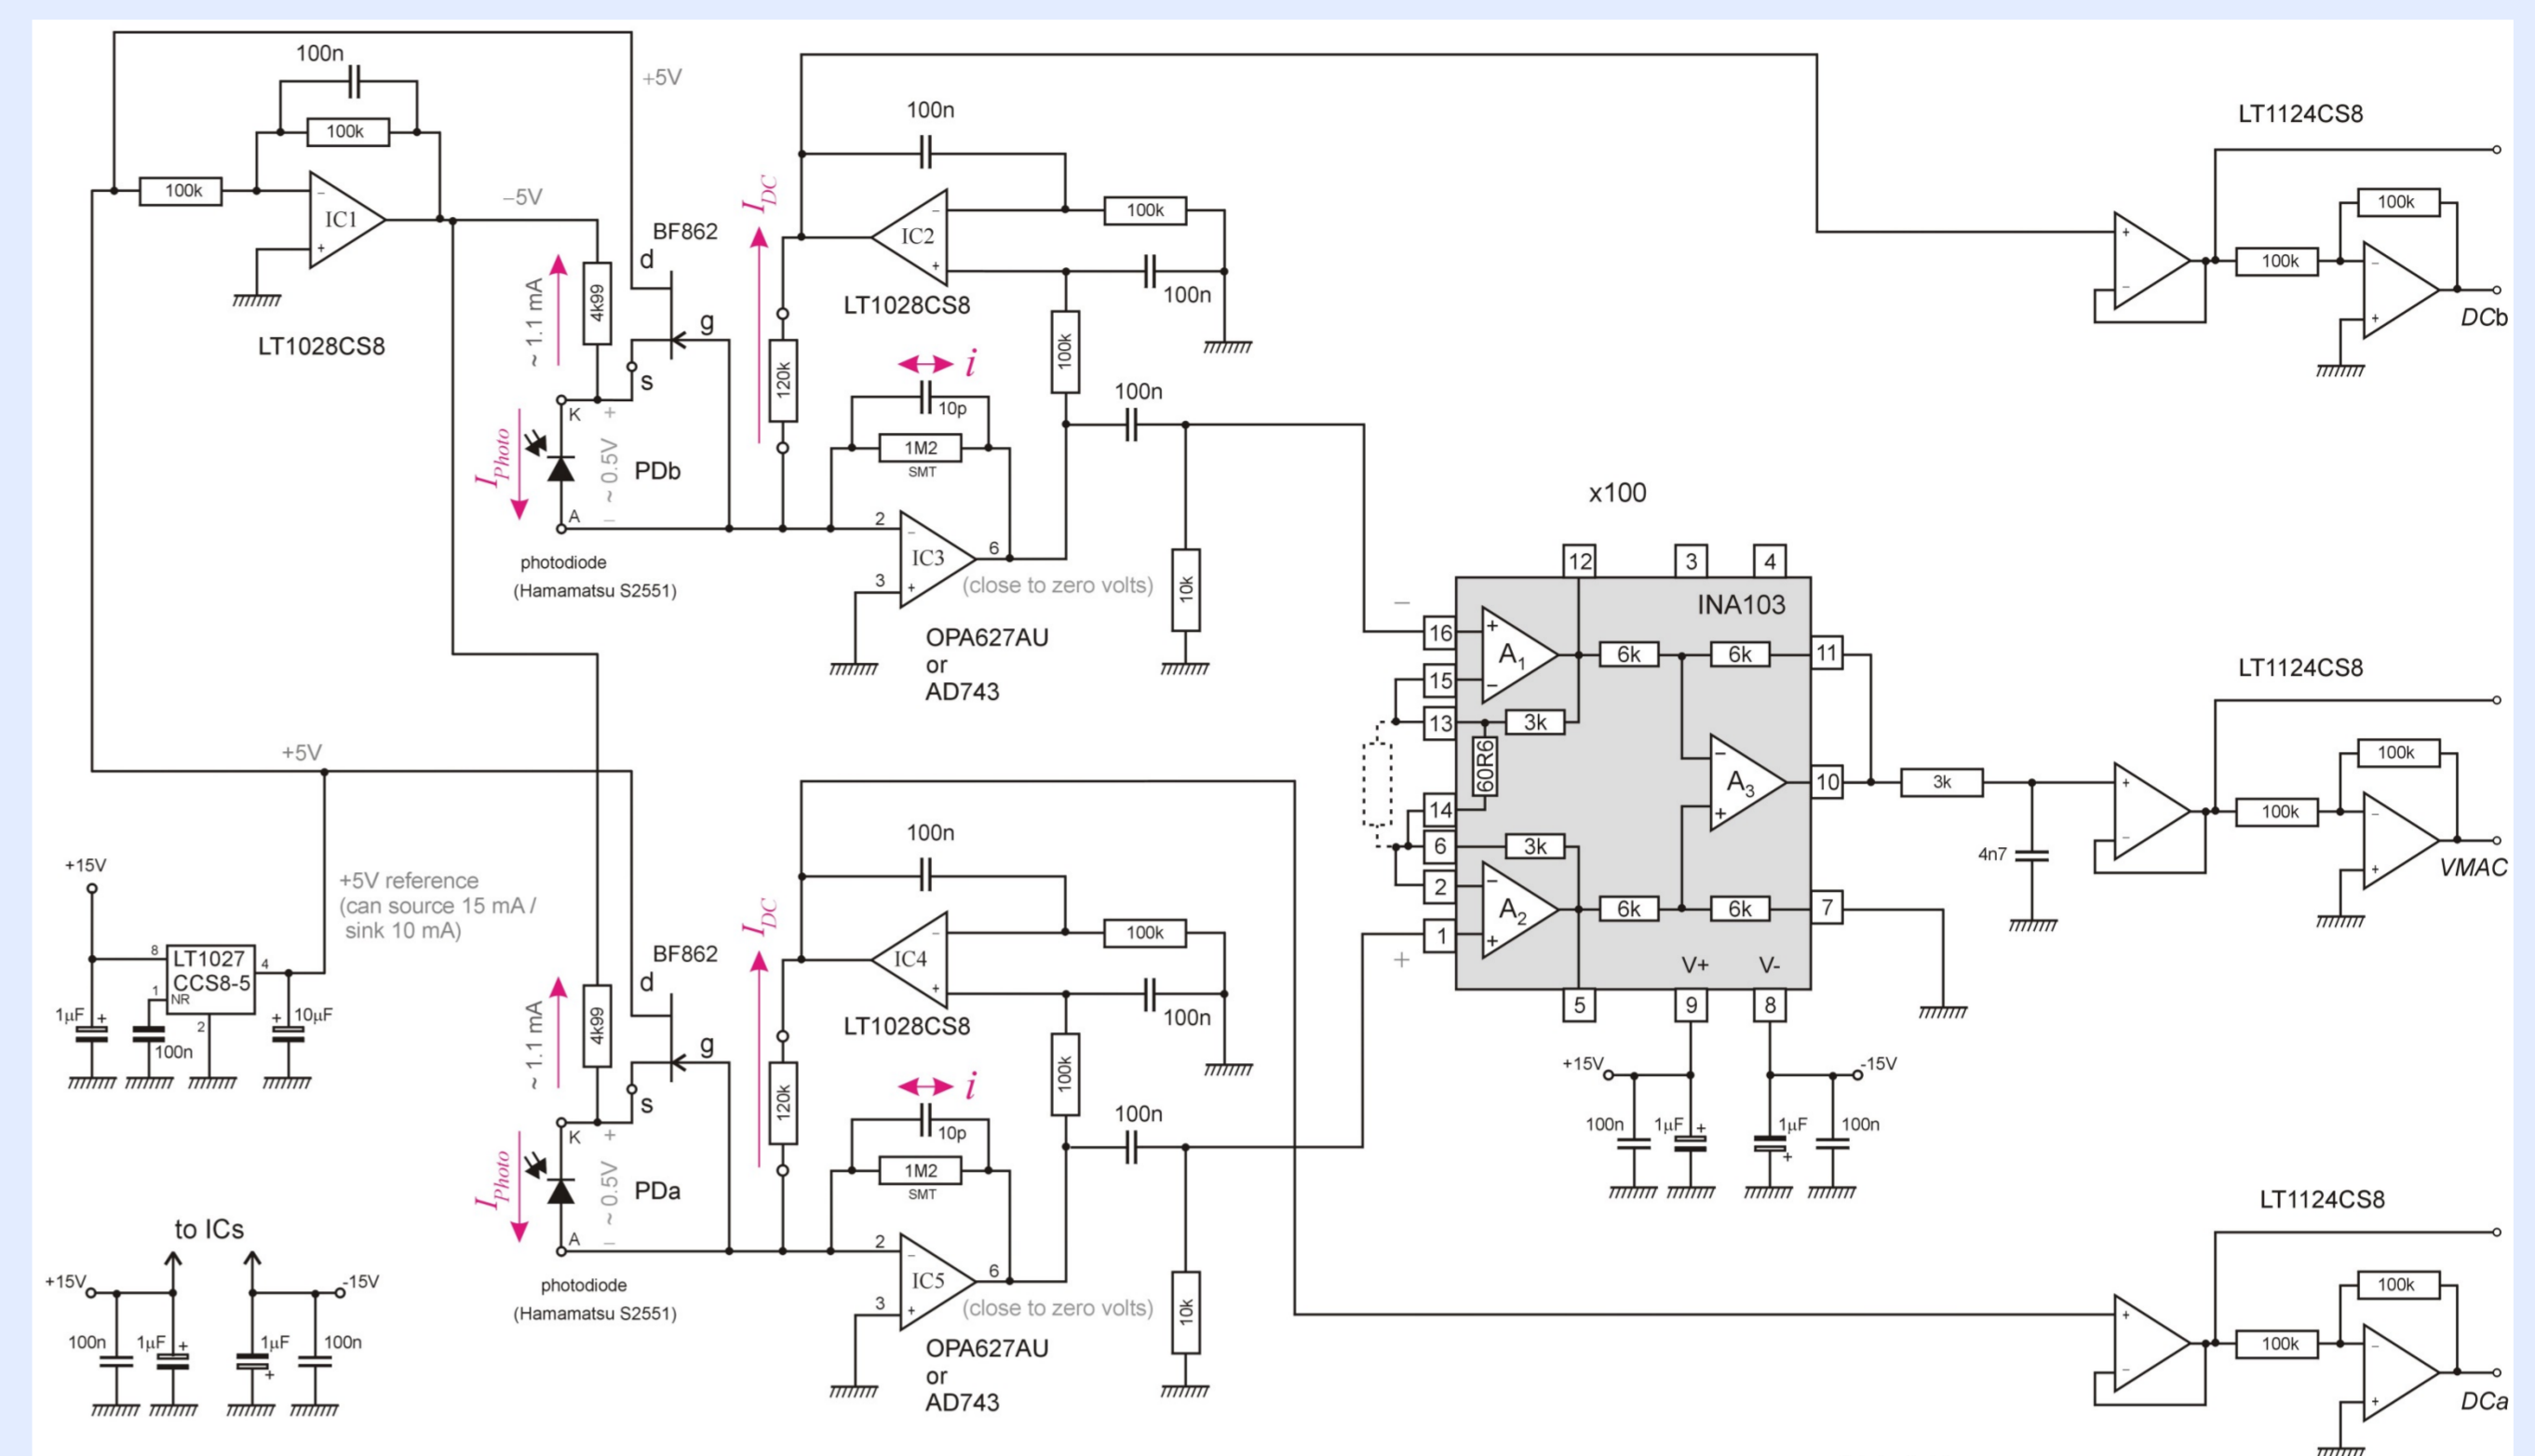 100n
100k
100k
−
IC1
+
LT1028CS8
+5V
−5V
BF862
d
g
s
~ 1.1 mA
4k99
K
+
~ 0.5V
−
A
PDb
I Photo
photodiode
(Hamamatsu S2551)
I DC
120k
100n
−
IC2
+
LT1028CS8
100k
100n
100k
i
10p
1M2
SMT
2
−
IC3
3
+
6
(close to zero volts)
OPA627AU
or
AD743
100n
10k
LT1124CS8
+
−
100k
100k
−
+
DCb
x100
12
3
4
INA103
−
16
15
13
14
6
2
1
+
+
A1
−
6k
6k
11
3k
60R6
−
A3
+
10
3k
−
A2
+
6k
6k
7
V+
V-
5
9
8
+15V
-15V
100n
1µF
+
1µF
+
100n
3k
4n7
LT1124CS8
+
−
100k
100k
−
+
VMAC
+5V
+15V
+5V reference
(can source 15 mA /
sink 10 mA)
8
LT1027
CCS8-5
4
1
NR
2
1µF
+
100n
+
10µF
BF862
d
g
s
~ 1.1 mA
4k99
K
+
~ 0.5V
−
A
PDa
I Photo
photodiode
(Hamamatsu S2551)
I DC
120k
100n
−
IC4
+
LT1028CS8
100k
100n
100k
i
10p
1M2
SMT
2
−
IC5
3
+
6
(close to zero volts)
OPA627AU
or
AD743
100n
10k
to ICs
+15V
-15V
100n
1µF
+
1µF
+
100n
LT1124CS8
+
−
100k
100k
−
+
DCa